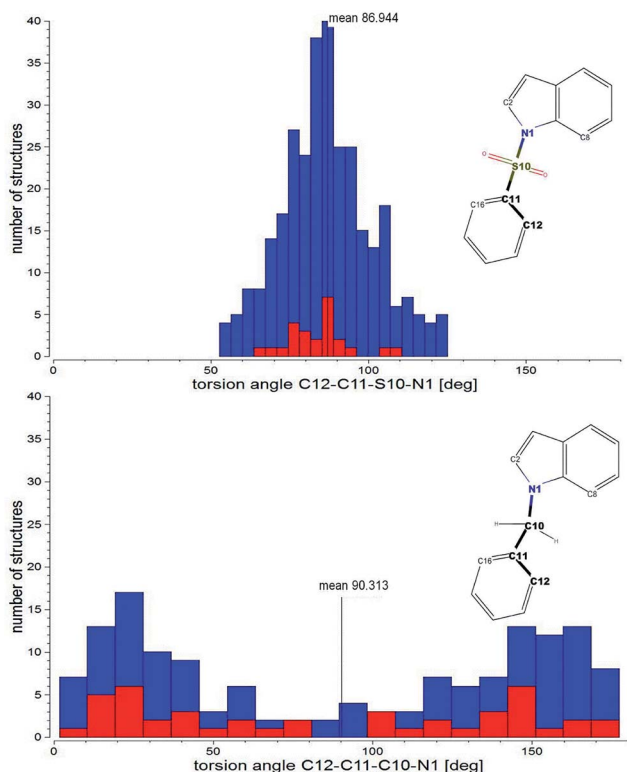 mean 86.944
number of structures
40
35
30
25
20
15
10
5
0
0 50 100 150
torsion angle C12-C11-S10-N1 [deg]
C2
N1
C8
O
S10
O
C16
C11
C12
mean 90.313
number of structures
40
35
30
25
20
15
10
5
0
0 50 100 150
torsion angle C12-C11-C10-N1 [deg]
C2
N1
C8
H
C10
H
C11
C16
C12